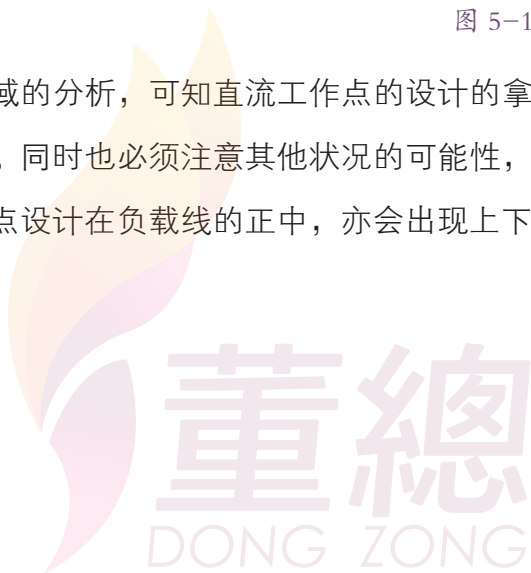 图 5-1
域的分析，可知直流工作点的设计的拿
。同时也必须注意其他状况的可能性，
点设计在负载线的正中，亦会出现上下
董總
DONG ZONG